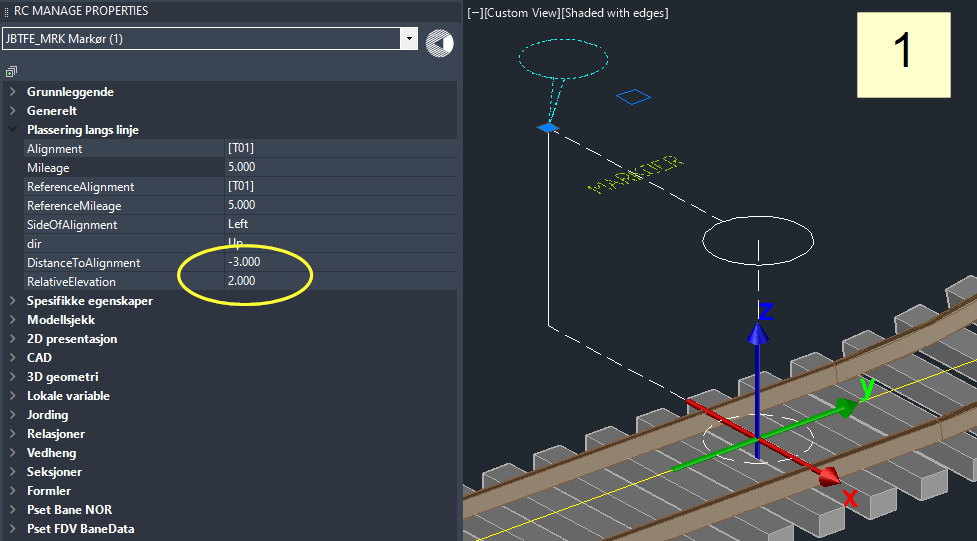 RC MANAGE PROPERTIES
JBTFE_MRK Markør (1)
Grunnleggende
Generelt
Plassering langs linje
Alignment [T01]
Mileage 5.000
ReferenceAlignment [T01]
ReferenceMileage 5.000
SideOfAlignment Left
dir Up
DistanceToAlignment -3.000
RelativeElevation 2.000
Spesifikke egenskaper
Modellsjekk
2D presentasjon
CAD
3D geometri
Lokale variable
Jording
Relasjoner
Vedheng
Seksjoner
Formler
Pset Bane NOR
Pset FDV BaneData
[−][Custom View][Shaded with edges]
1
z
y
x